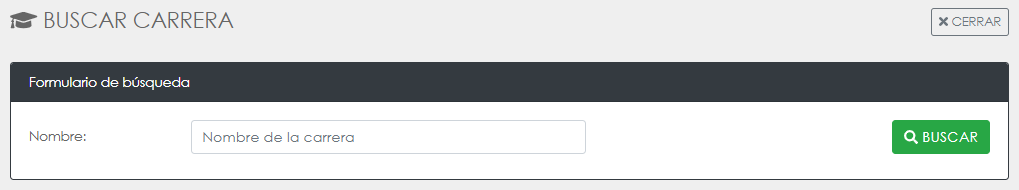 BUSCAR CARRERA
CERRAR
Formulario de búsqueda
Nombre:
Nombre de la carrera
BUSCAR